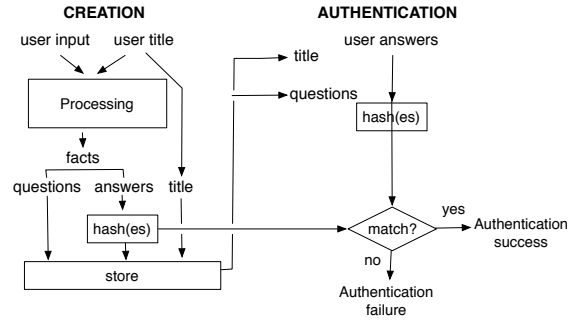 CREATION
AUTHENTICATION
user input
user title
user answers
title
Processing
questions
hash(es)
facts
questions
answers
title
hash(es)
match?
yes
Authentication
success
no
store
Authentication
failure